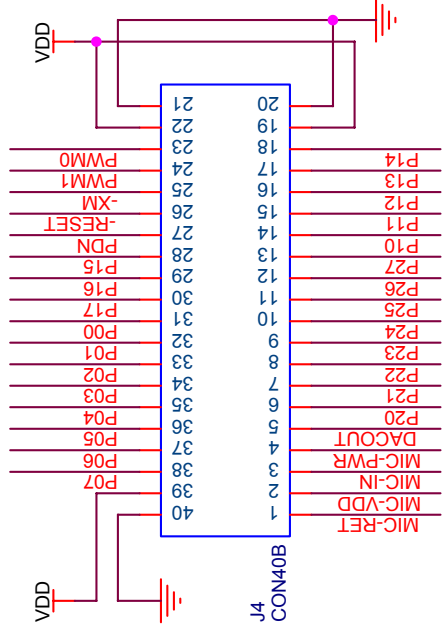 VDD
21 20
22 19
23 18
PWM0 24 17 P14
PWM1 25 16 P13
-XM 26 15 P12
-RESET 27 14 P11
PDN 28 13 P10
P15 29 12 P27
P16 30 11 P26
P17 31 10 P25
P00 32 9 P24
P01 33 8 P23
P02 34 7 P22
P03 35 6 P21
P04 36 5 P20
P05 37 4 DACOUT
P06 38 3 MIC-PWR
P07 39 2 MIC-IN
40 1 MIC-VDD
MIC-RET
VDD
J4
CON40B